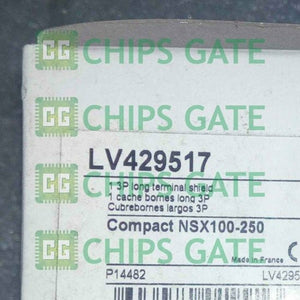 CHIPS GATE
CHIPS GATE
LV429517
1 3P long terminal shield
1 cache bornes long 3P
Cubrebornes largos 3P
CHIPS GATE
Compact NSX100-250
Made in France
CHIPS GATE
P14482
LV4295